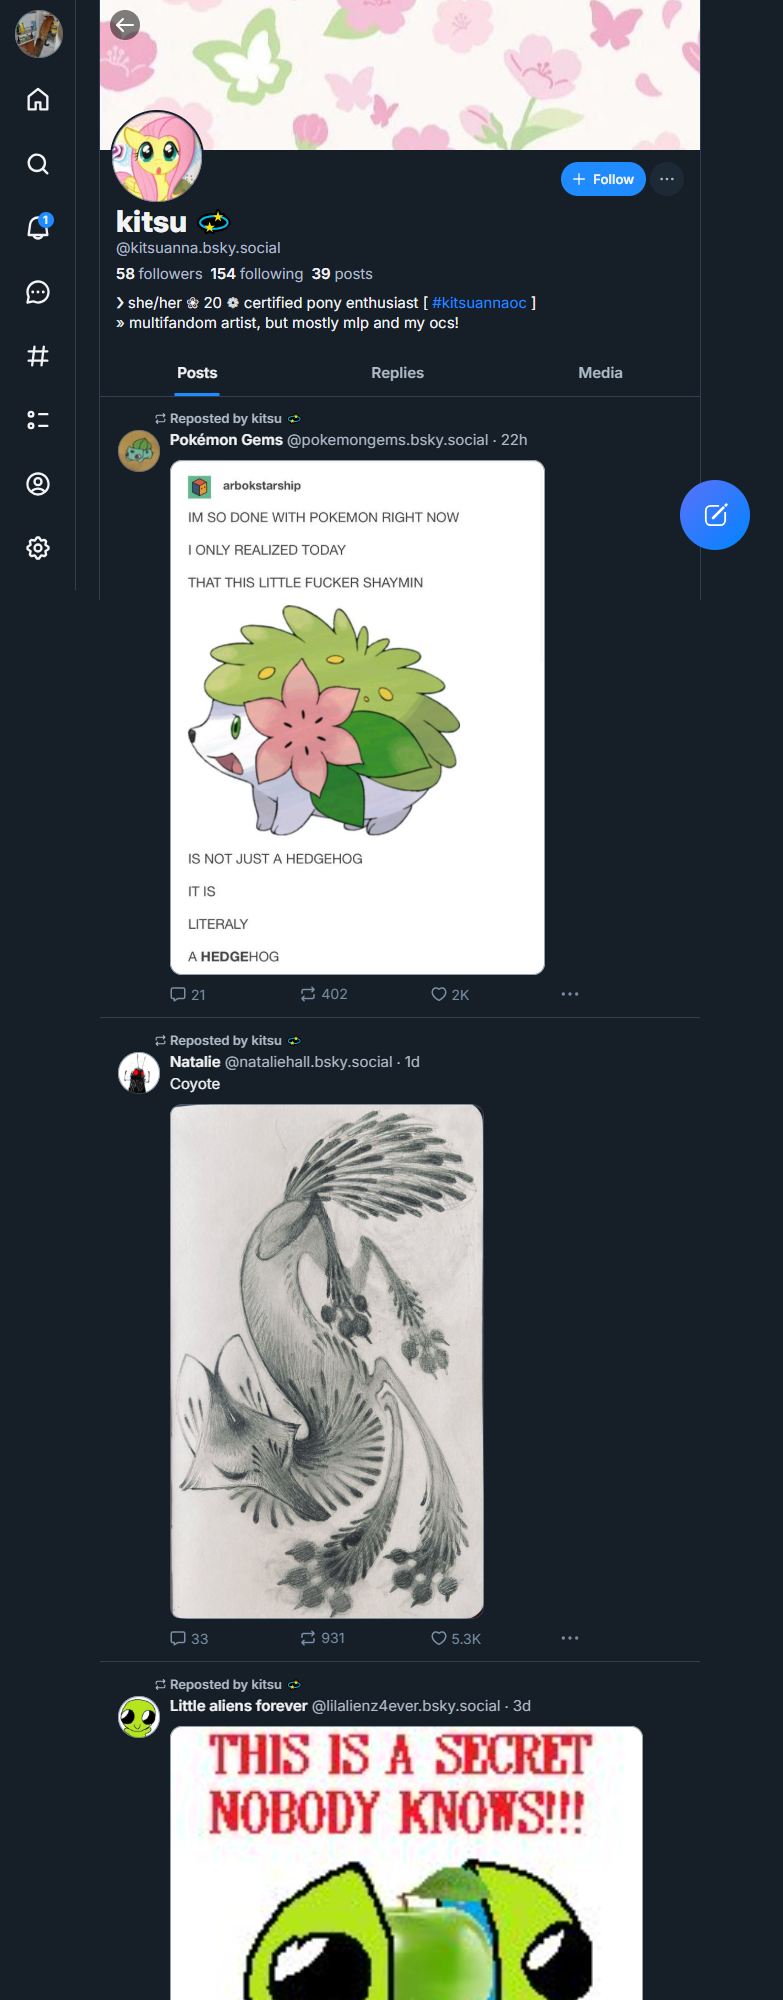 1
+ Follow
kitsu 💫
@kitsuanna.bsky.social
58 followers 154 following 39 posts
❯ she/her ❀ 20 ❁ certified pony enthusiast [ #kitsuannaoc ]
» multifandom artist, but mostly mlp and my ocs!
Posts Replies Media
Reposted by kitsu 💫
Pokémon Gems @pokemongems.bsky.social · 22h
arbokstarship
IM SO DONE WITH POKEMON RIGHT NOW
I ONLY REALIZED TODAY
THAT THIS LITTLE FUCKER SHAYMIN
IS NOT JUST A HEDGEHOG
IT IS
LITERALY
A HEDGEHOG
21 402 2K
Reposted by kitsu 💫
Natalie @nataliehall.bsky.social · 1d
Coyote
33 931 5.3K
Reposted by kitsu 💫
Little aliens forever @lilalienz4ever.bsky.social · 3d
THIS IS A SECRET
NOBODY KNOWS!!!